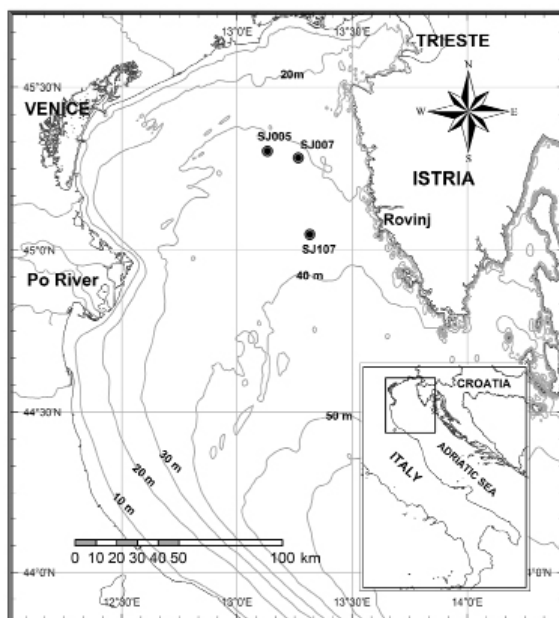 13°0'E
13°30'E
TRIESTE
45°30'N
20m
N
VENICE
W
E
SJ005
SJ007
S
ISTRIA
Rovinj
SJ107
45°0'N
Po River
40 m
CROATIA
44°30'N
50 m
30 m
ADRIATIC SEA
ITALY
20 m
10 m
0 10 20 30 40 50 100 km
44°0'N
12°30'E
13°0'E
13°30'E
14°0'E